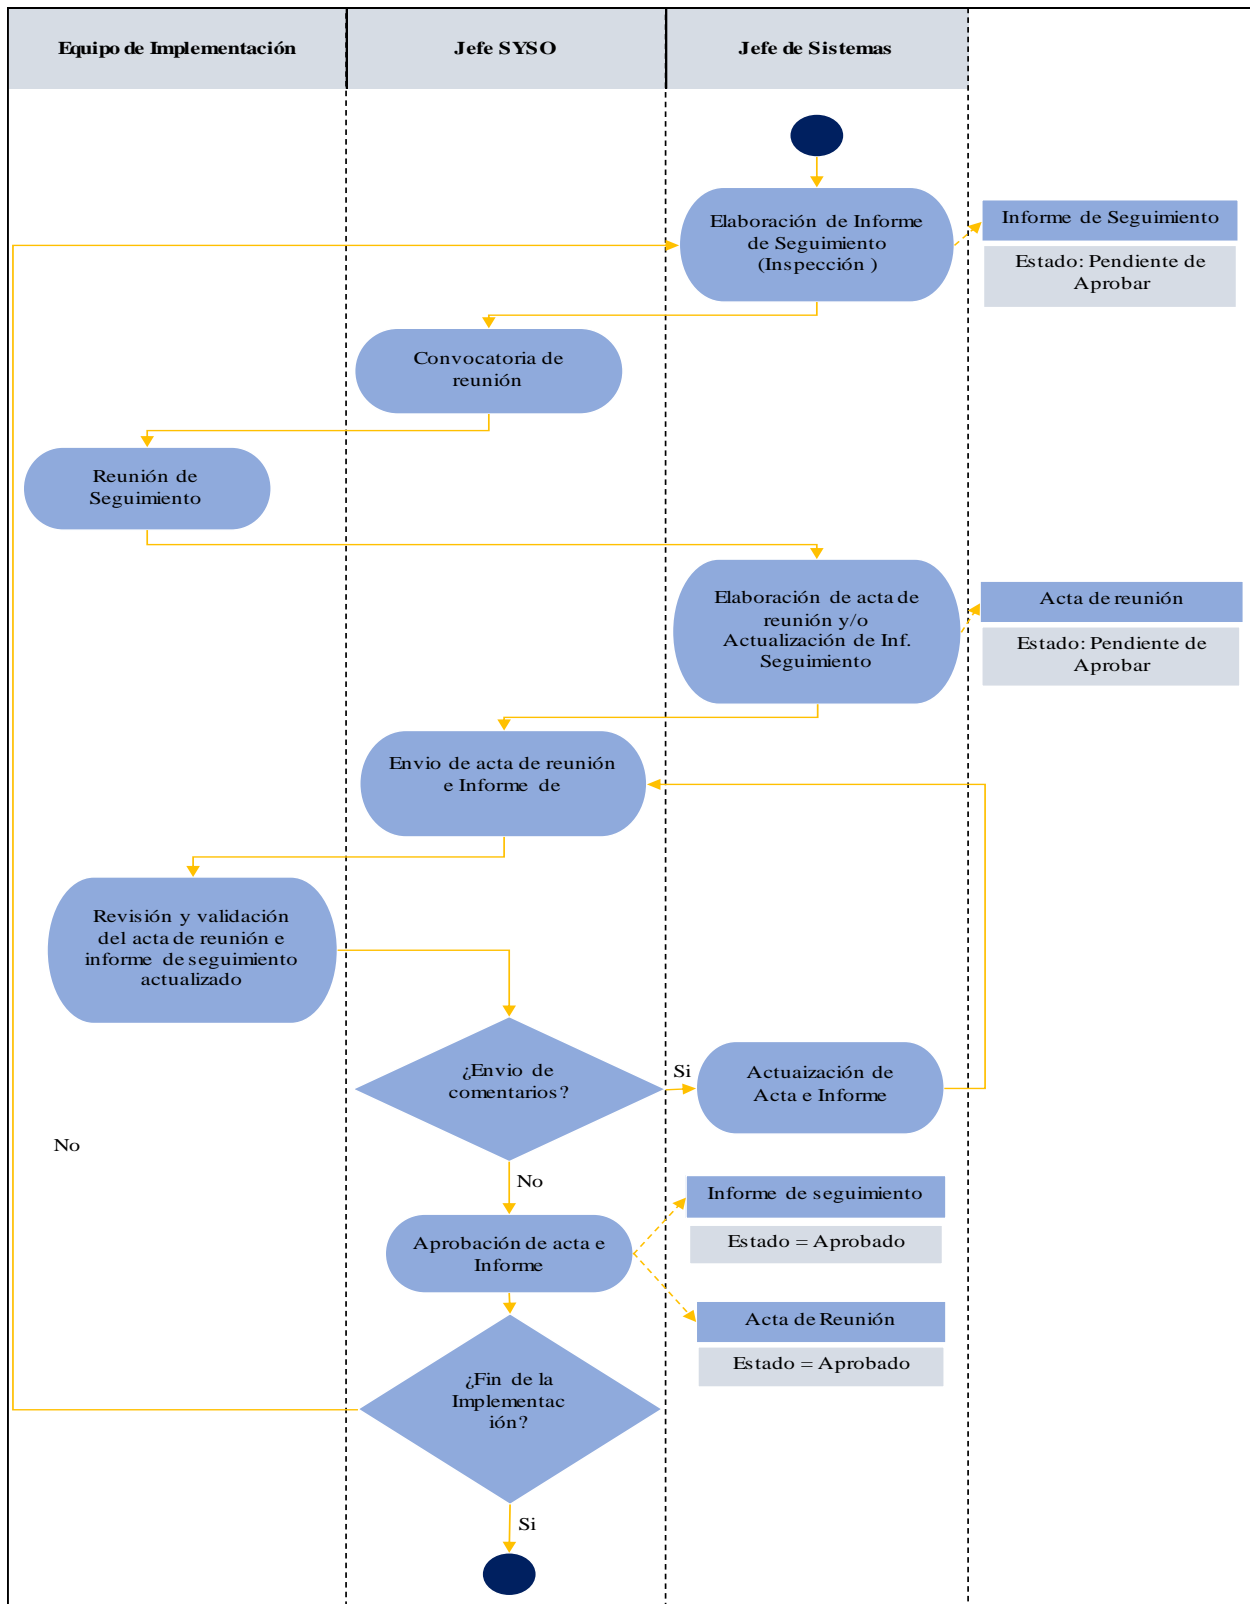 Equipo de Implementación
Jefe SYSO
Jefe de Sistemas
Elaboración de Informe
de Seguimiento
(Inspección )
Informe de Seguimiento
Estado: Pendiente de
Aprobar
Convocatoria de
reunión
Reunión de
Seguimiento
Elaboración de acta de
reunión y/o
Actualización de Inf.
Seguimiento
Acta de reunión
Estado: Pendiente de
Aprobar
Envio de acta de reunión
e Informe de
Revisión y validación
del acta de reunión e
informe de seguimiento
actualizado
¿Envio de
comentarios?
Si
Actuaización de
Acta e Informe
No
No
Informe de seguimiento
Estado = Aprobado
Aprobación de acta e
Informe
Acta de Reunión
Estado = Aprobado
¿Fin de la
Implementac
ión?
Si